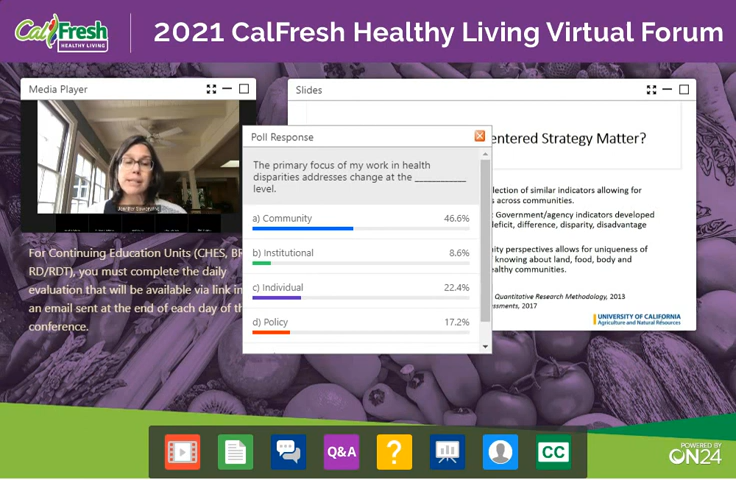 CalFresh
HEALTHY LIVING
2021 CalFresh Healthy Living Virtual Forum
Media Player
Slides
For Continuing Education Units (CHES, BR
RD/RDT), you must complete the daily
evaluation that will be available via link in
an email sent at the end of each day of th
conference.
Poll Response
The primary focus of my work in health
disparities addresses change at the ____________
level.
a) Community 46.6%
b) Institutional 8.6%
c) Individual 22.4%
d) Policy 17.2%
entered Strategy Matter?
llection of similar indicators allowing for
s across communities.
Government/agency indicators developed
deficit, difference, disparity, disadvantage
ity perspectives allows for uniqueness of
knowing about land, food, body and
ealthy communities.
Quantitative Research Methodology, 2013
ssments, 2017
UNIVERSITY OF CALIFORNIA
Agriculture and Natural Resources
Q&A
?
CC
POWERED BY
ON24